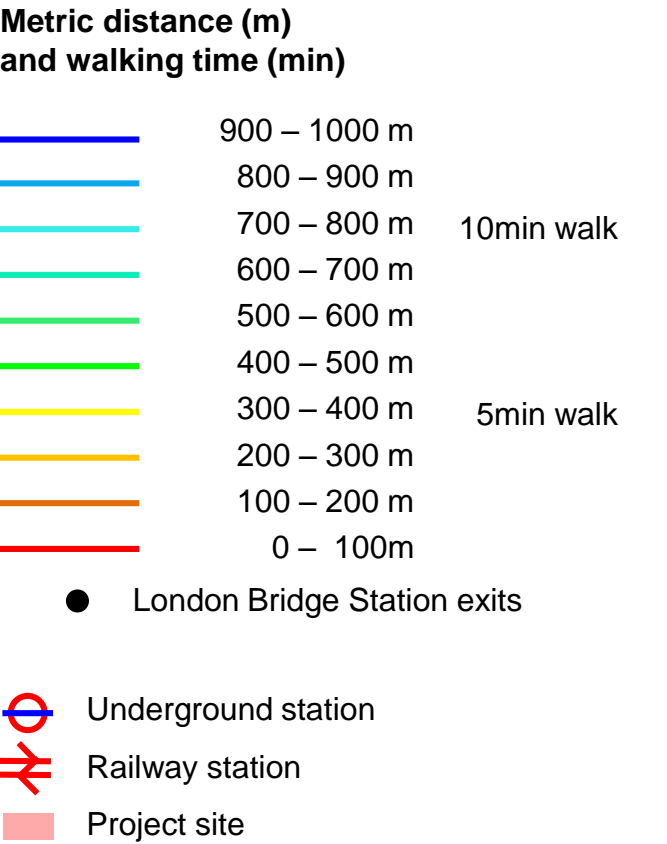 Metric distance (m)
and walking time (min)
900 – 1000 m
800 – 900 m
700 – 800 m 10min walk
600 – 700 m
500 – 600 m
400 – 500 m
300 – 400 m 5min walk
200 – 300 m
100 – 200 m
0 – 100m
London Bridge Station exits
Underground station
Railway station
Project site